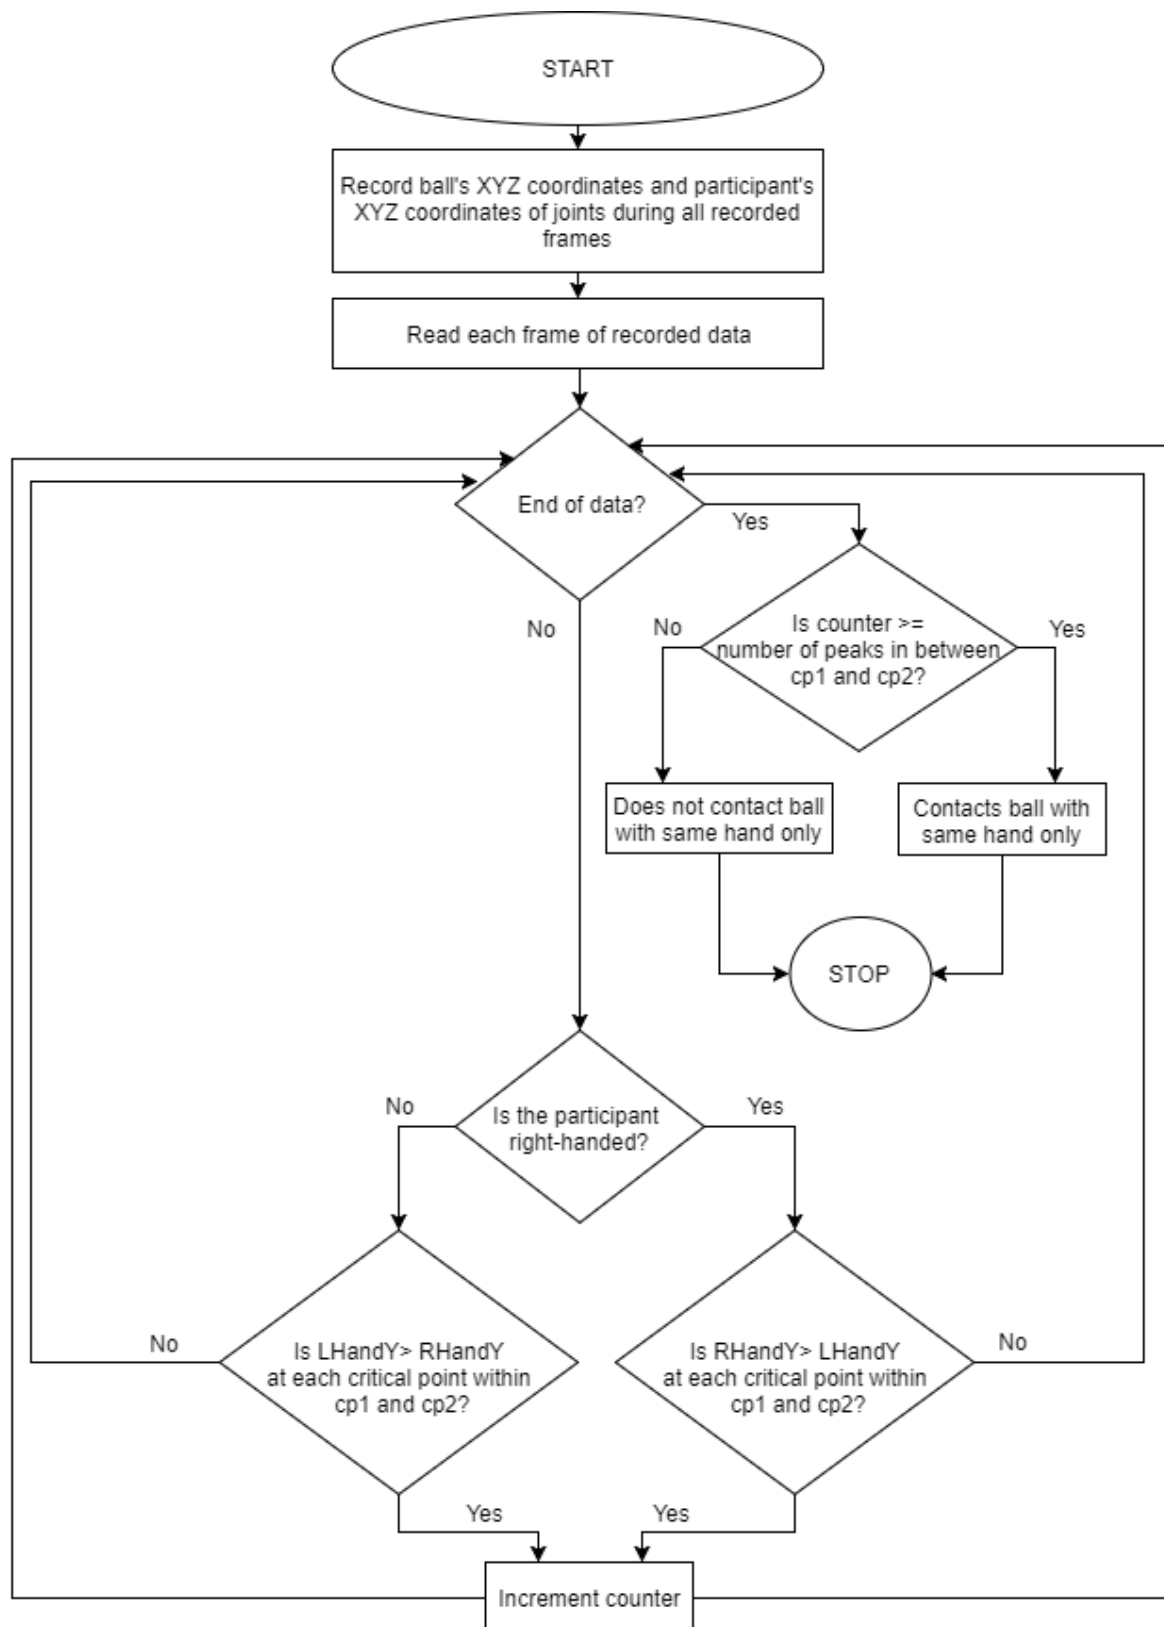 START
Record ball's XYZ coordinates and participant's
XYZ coordinates of joints during all recorded
frames
Read each frame of recorded data
End of data?
Yes
No
Is counter >=
number of peaks in between
cp1 and cp2?
No
Yes
Does not contact ball
with same hand only
Contacts ball with
same hand only
STOP
Is the participant
right-handed?
No
Yes
Is LHandY> RHandY
at each critical point within
cp1 and cp2?
No
Is RHandY> LHandY
at each critical point within
cp1 and cp2?
No
Yes
Yes
Increment counter